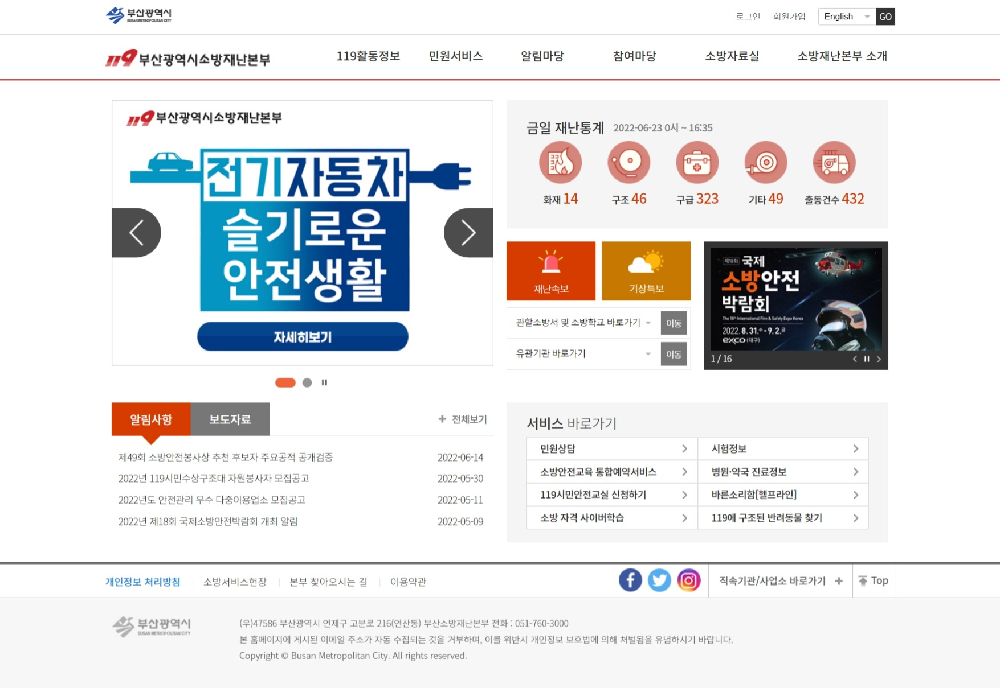 부산광역시
BUSAN METROPOLITAN CITY
로그인 회원가입 English GO
119 부산광역시소방재난본부
119활동정보 민원서비스 알림마당 참여마당 소방자료실 소방재난본부 소개
119 부산광역시소방재난본부
전기자동차
슬기로운
안전생활
자세히보기
금일 재난통계 2022-06-23 0시 ~ 16:35
화재 14 구조 46 구급 323 기타 49 출동건수 432
재난속보 기상특보
관할소방서 및 소방학교 바로가기 이동
유관기관 바로가기 이동
제18회 국제
소방안전
박람회
The 18th International Fire & Safety Expo Korea
2022.8.31.수-9.2.금
exco(대구)
1 / 16
알림사항 보도자료 + 전체보기
제49회 소방안전봉사상 추천 후보자 주요공적 공개검증 2022-06-14
2022년 119시민수상구조대 자원봉사자 모집공고 2022-05-30
2022년도 안전관리 우수 다중이용업소 모집공고 2022-05-11
2022년 제18회 국제소방안전박람회 개최 알림 2022-05-09
서비스 바로가기
민원상담 시험정보
소방안전교육 통합예약서비스 병원·약국 진료정보
119시민안전교실 신청하기 바른소리함[헬프라인]
소방 자격 사이버학습 119에 구조된 반려동물 찾기
개인정보 처리방침 소방서비스헌장 본부 찾아오시는 길 이용약관
직속기관/사업소 바로가기 + Top
부산광역시
BUSAN METROPOLITAN CITY
(우)47586 부산광역시 연제구 고분로 216(연산동) 부산소방재난본부 전화 : 051-760-3000
본 홈페이지에 게시된 이메일 주소가 자동 수집되는 것을 거부하며, 이를 위반시 개인정보 보호법에 의해 처벌됨을 유념하시기 바랍니다.
Copyright © Busan Metropolitan City. All rights reserved.